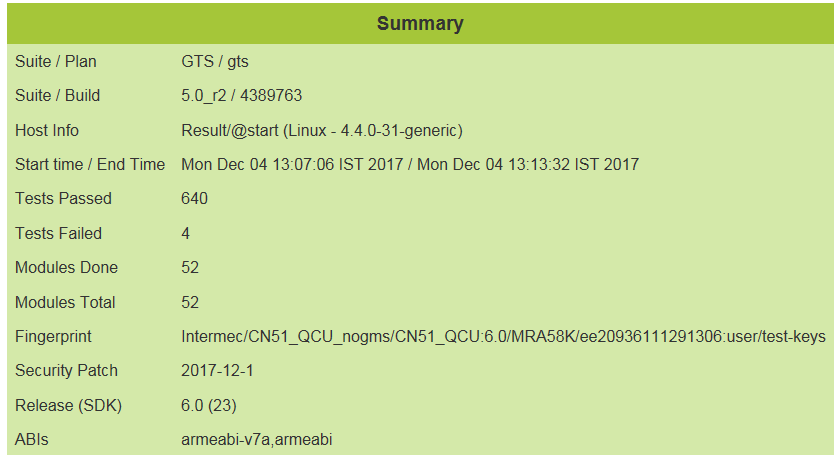 Summary
Suite / Plan GTS / gts
Suite / Build 5.0_r2 / 4389763
Host Info Result/@start (Linux - 4.4.0-31-generic)
Start time / End Time Mon Dec 04 13:07:06 IST 2017 / Mon Dec 04 13:13:32 IST 2017
Tests Passed 640
Tests Failed 4
Modules Done 52
Modules Total 52
Fingerprint Intermec/CN51_QCU_nogms/CN51_QCU:6.0/MRA58K/ee20936111291306:user/test-keys
Security Patch 2017-12-1
Release (SDK) 6.0 (23)
ABIs armeabi-v7a,armeabi